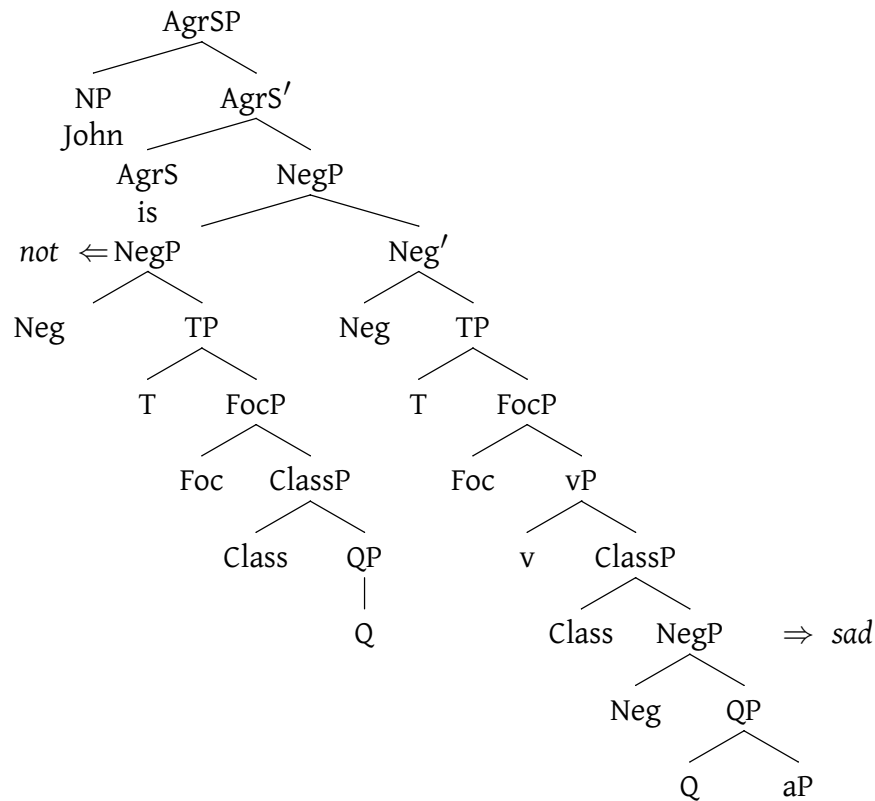 AgrSP
NP AgrS′
John
AgrS NegP
is
not ⇐ NegP Neg′
Neg TP Neg TP
T FocP T FocP
Foc ClassP Foc vP
Class QP v ClassP
Q Class NegP ⇒ sad
Neg QP
Q aP